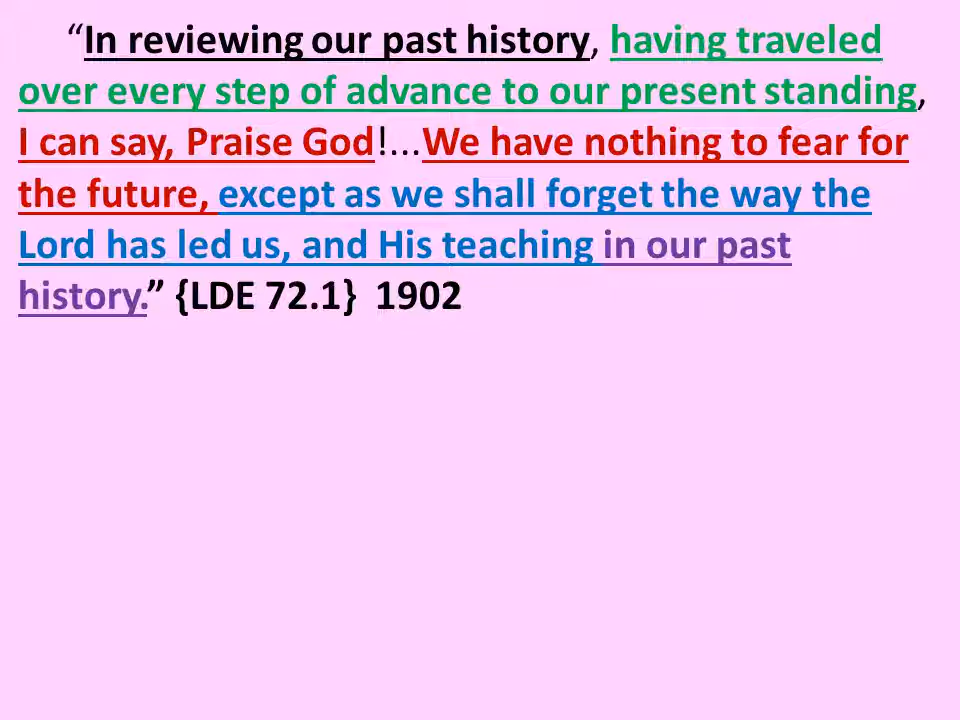 “In reviewing our past history, having traveled
over every step of advance to our present standing,
I can say, Praise God!...We have nothing to fear for
the future, except as we shall forget the way the
Lord has led us, and His teaching in our past
history.” {LDE 72.1}  1902